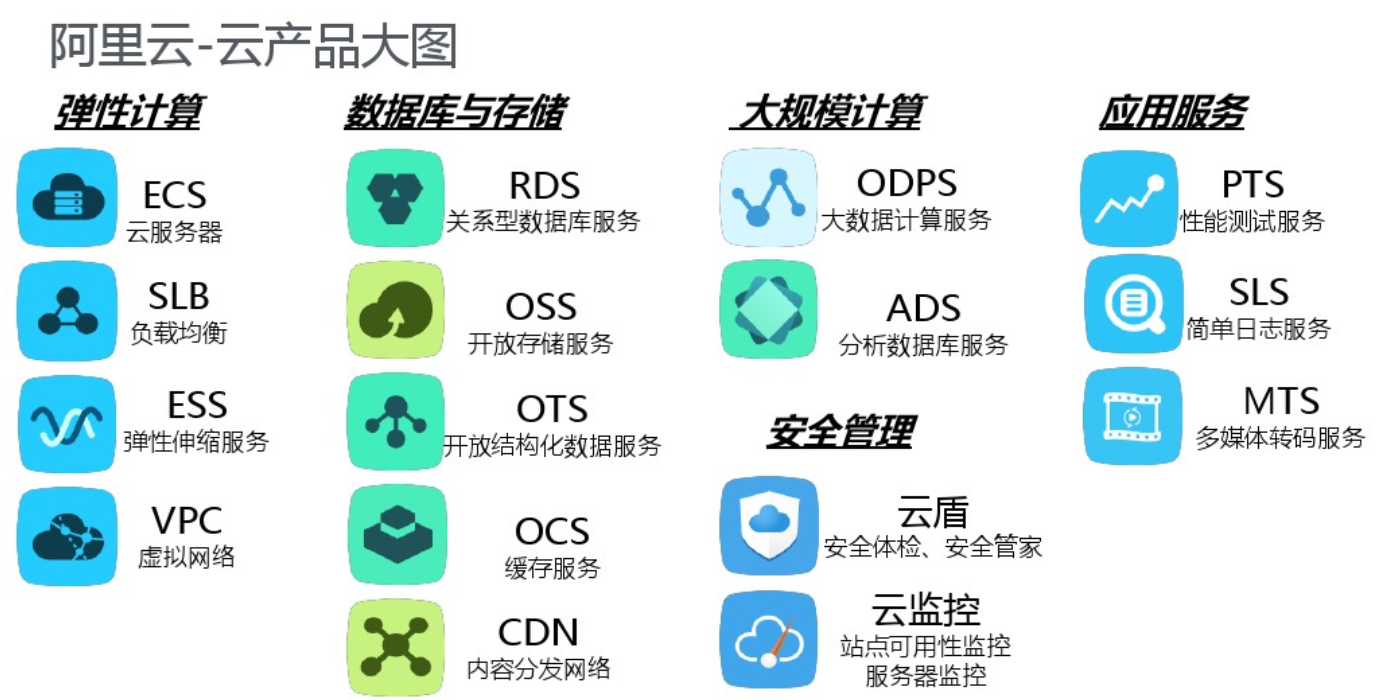 阿里云-云产品大图
弹性计算
ECS
云服务器
SLB
负载均衡
ESS
弹性伸缩服务
VPC
虚拟网络
数据库与存储
RDS
关系型数据库服务
OSS
开放存储服务
OTS
开放结构化数据服务
OCS
缓存服务
CDN
内容分发网络
大规模计算
ODPS
大数据计算服务
ADS
分析数据库服务
安全管理
云盾
安全体检、安全管家
云监控
站点可用性监控
服务器监控
应用服务
PTS
性能测试服务
SLS
简单日志服务
MTS
多媒体转码服务